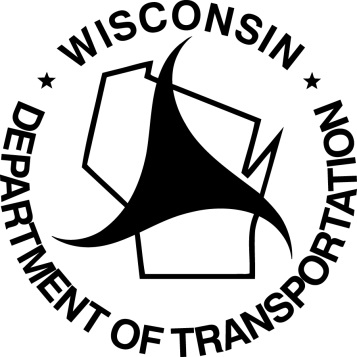 WISCONSIN
DEPARTMENT OF TRANSPORTATION